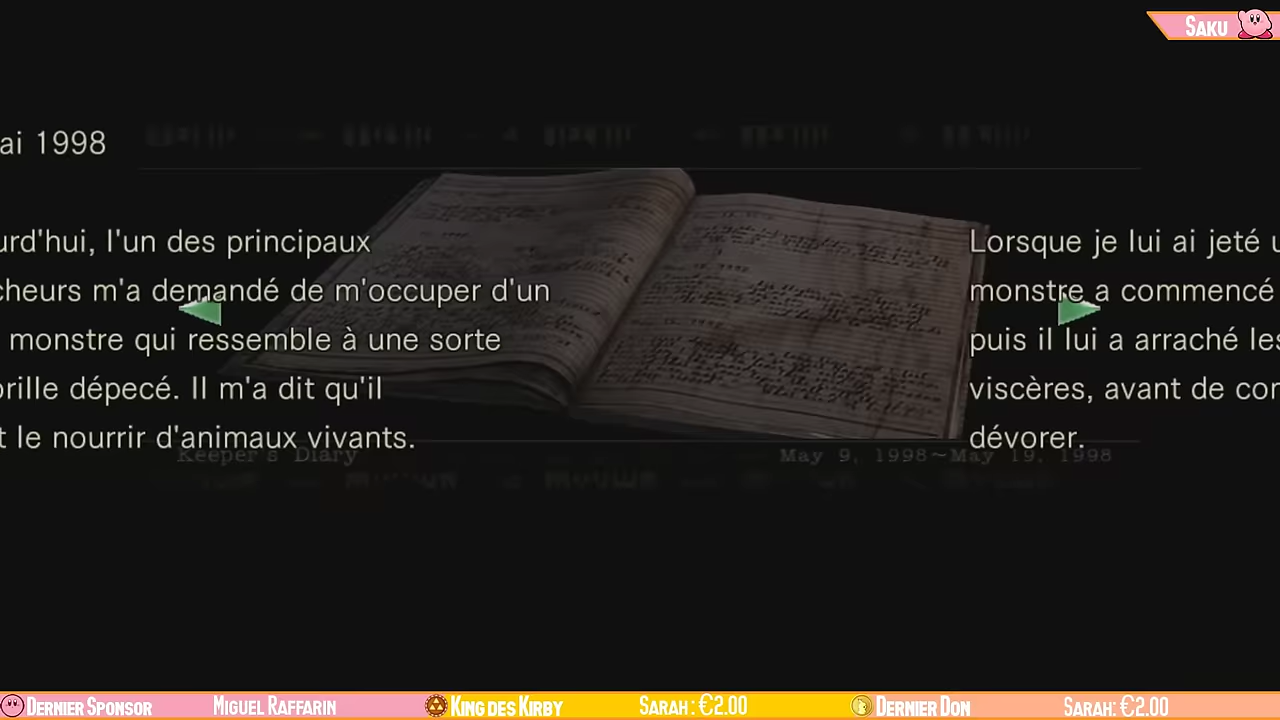 Saku
ai 1998
urd'hui, l'un des principaux
cheurs m'a demandé de m'occuper d'un
monstre qui ressemble à une sorte
orille dépecé. Il m'a dit qu'il
t le nourrir d'animaux vivants.
Lorsque je lui ai jeté u
monstre a commencé
puis il lui a arraché les
viscères, avant de con
dévorer.
Keeper's Diary
May 9, 1998~May 19, 1998
Dernier Sponsor Miguel Raffarin King des Kirby Sarah: €2.00 Dernier Don Sarah: €2.00